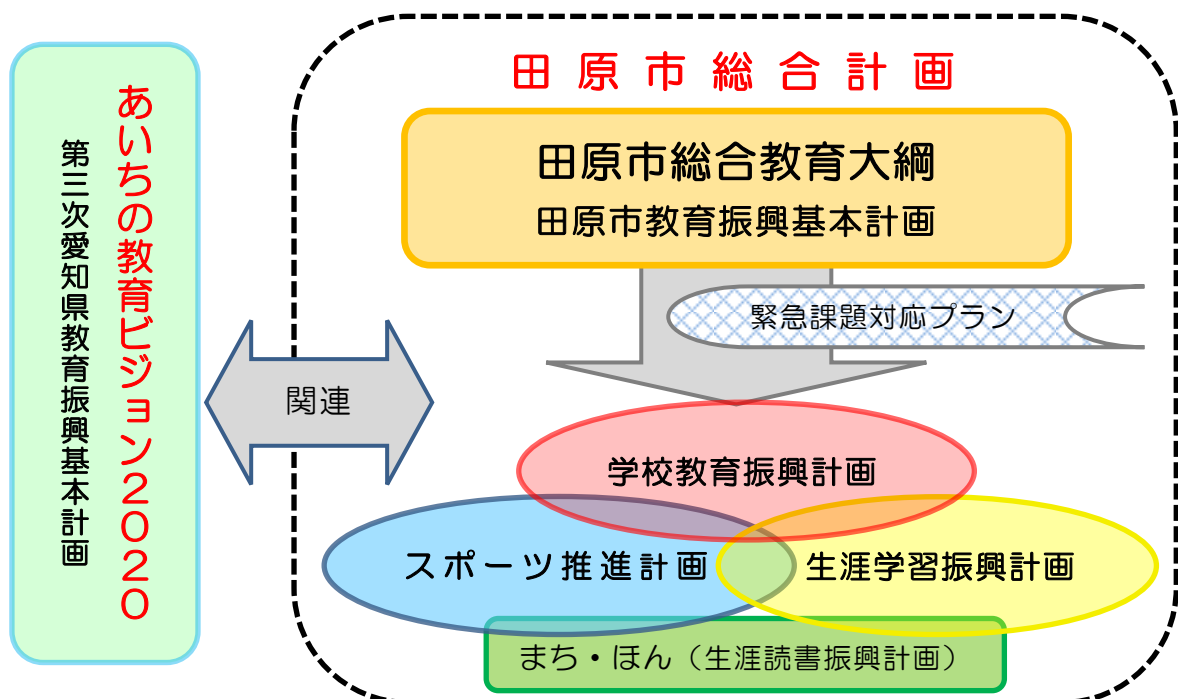 あいちの教育ビジョン２０２０
第三次愛知県教育振興基本計画
田原市総合計画
田原市総合教育大綱
田原市教育振興基本計画
緊急課題対応プラン
関連
学校教育振興計画
スポーツ推進計画
生涯学習振興計画
まち・ほん（生涯読書振興計画）